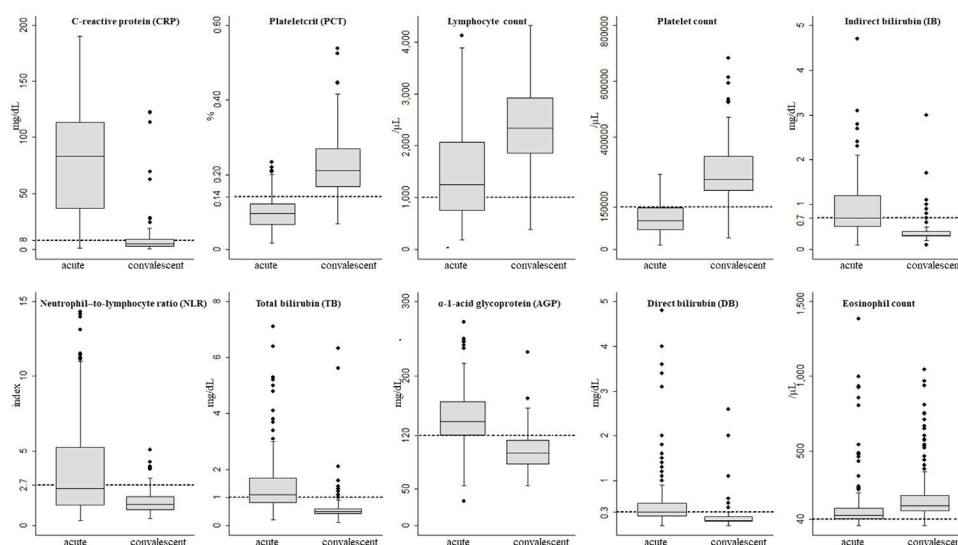 C-reactive protein (CRP)
mg/dL
200
150
100
50
8
0
acute convalescent
Plateletcrit (PCT)
%
0.60
0.40
0.20
0.14
0
acute convalescent
Lymphocyte count
/μL
4,000
3,000
2,000
1,000
0
acute convalescent
Platelet count
/μL
800000
600000
400000
150000
0
acute convalescent
Indirect bilirubin (IB)
mg/dL
5
4
3
2
1
0.7
0
acute convalescent
Neutrophil–to-lymphocyte ratio (NLR)
index
15
10
5
2.7
0
acute convalescent
Total bilirubin (TB)
mg/dL
8
6
4
2
1
0
acute convalescent
α-1-acid glycoprotein (AGP)
mg/dL
300
200
120
50
0
acute convalescent
Direct bilirubin (DB)
mg/dL
5
4
3
2
1
0.3
0
acute convalescent
Eosinophil count
/μL
1,500
1,000
500
40
acute convalescent